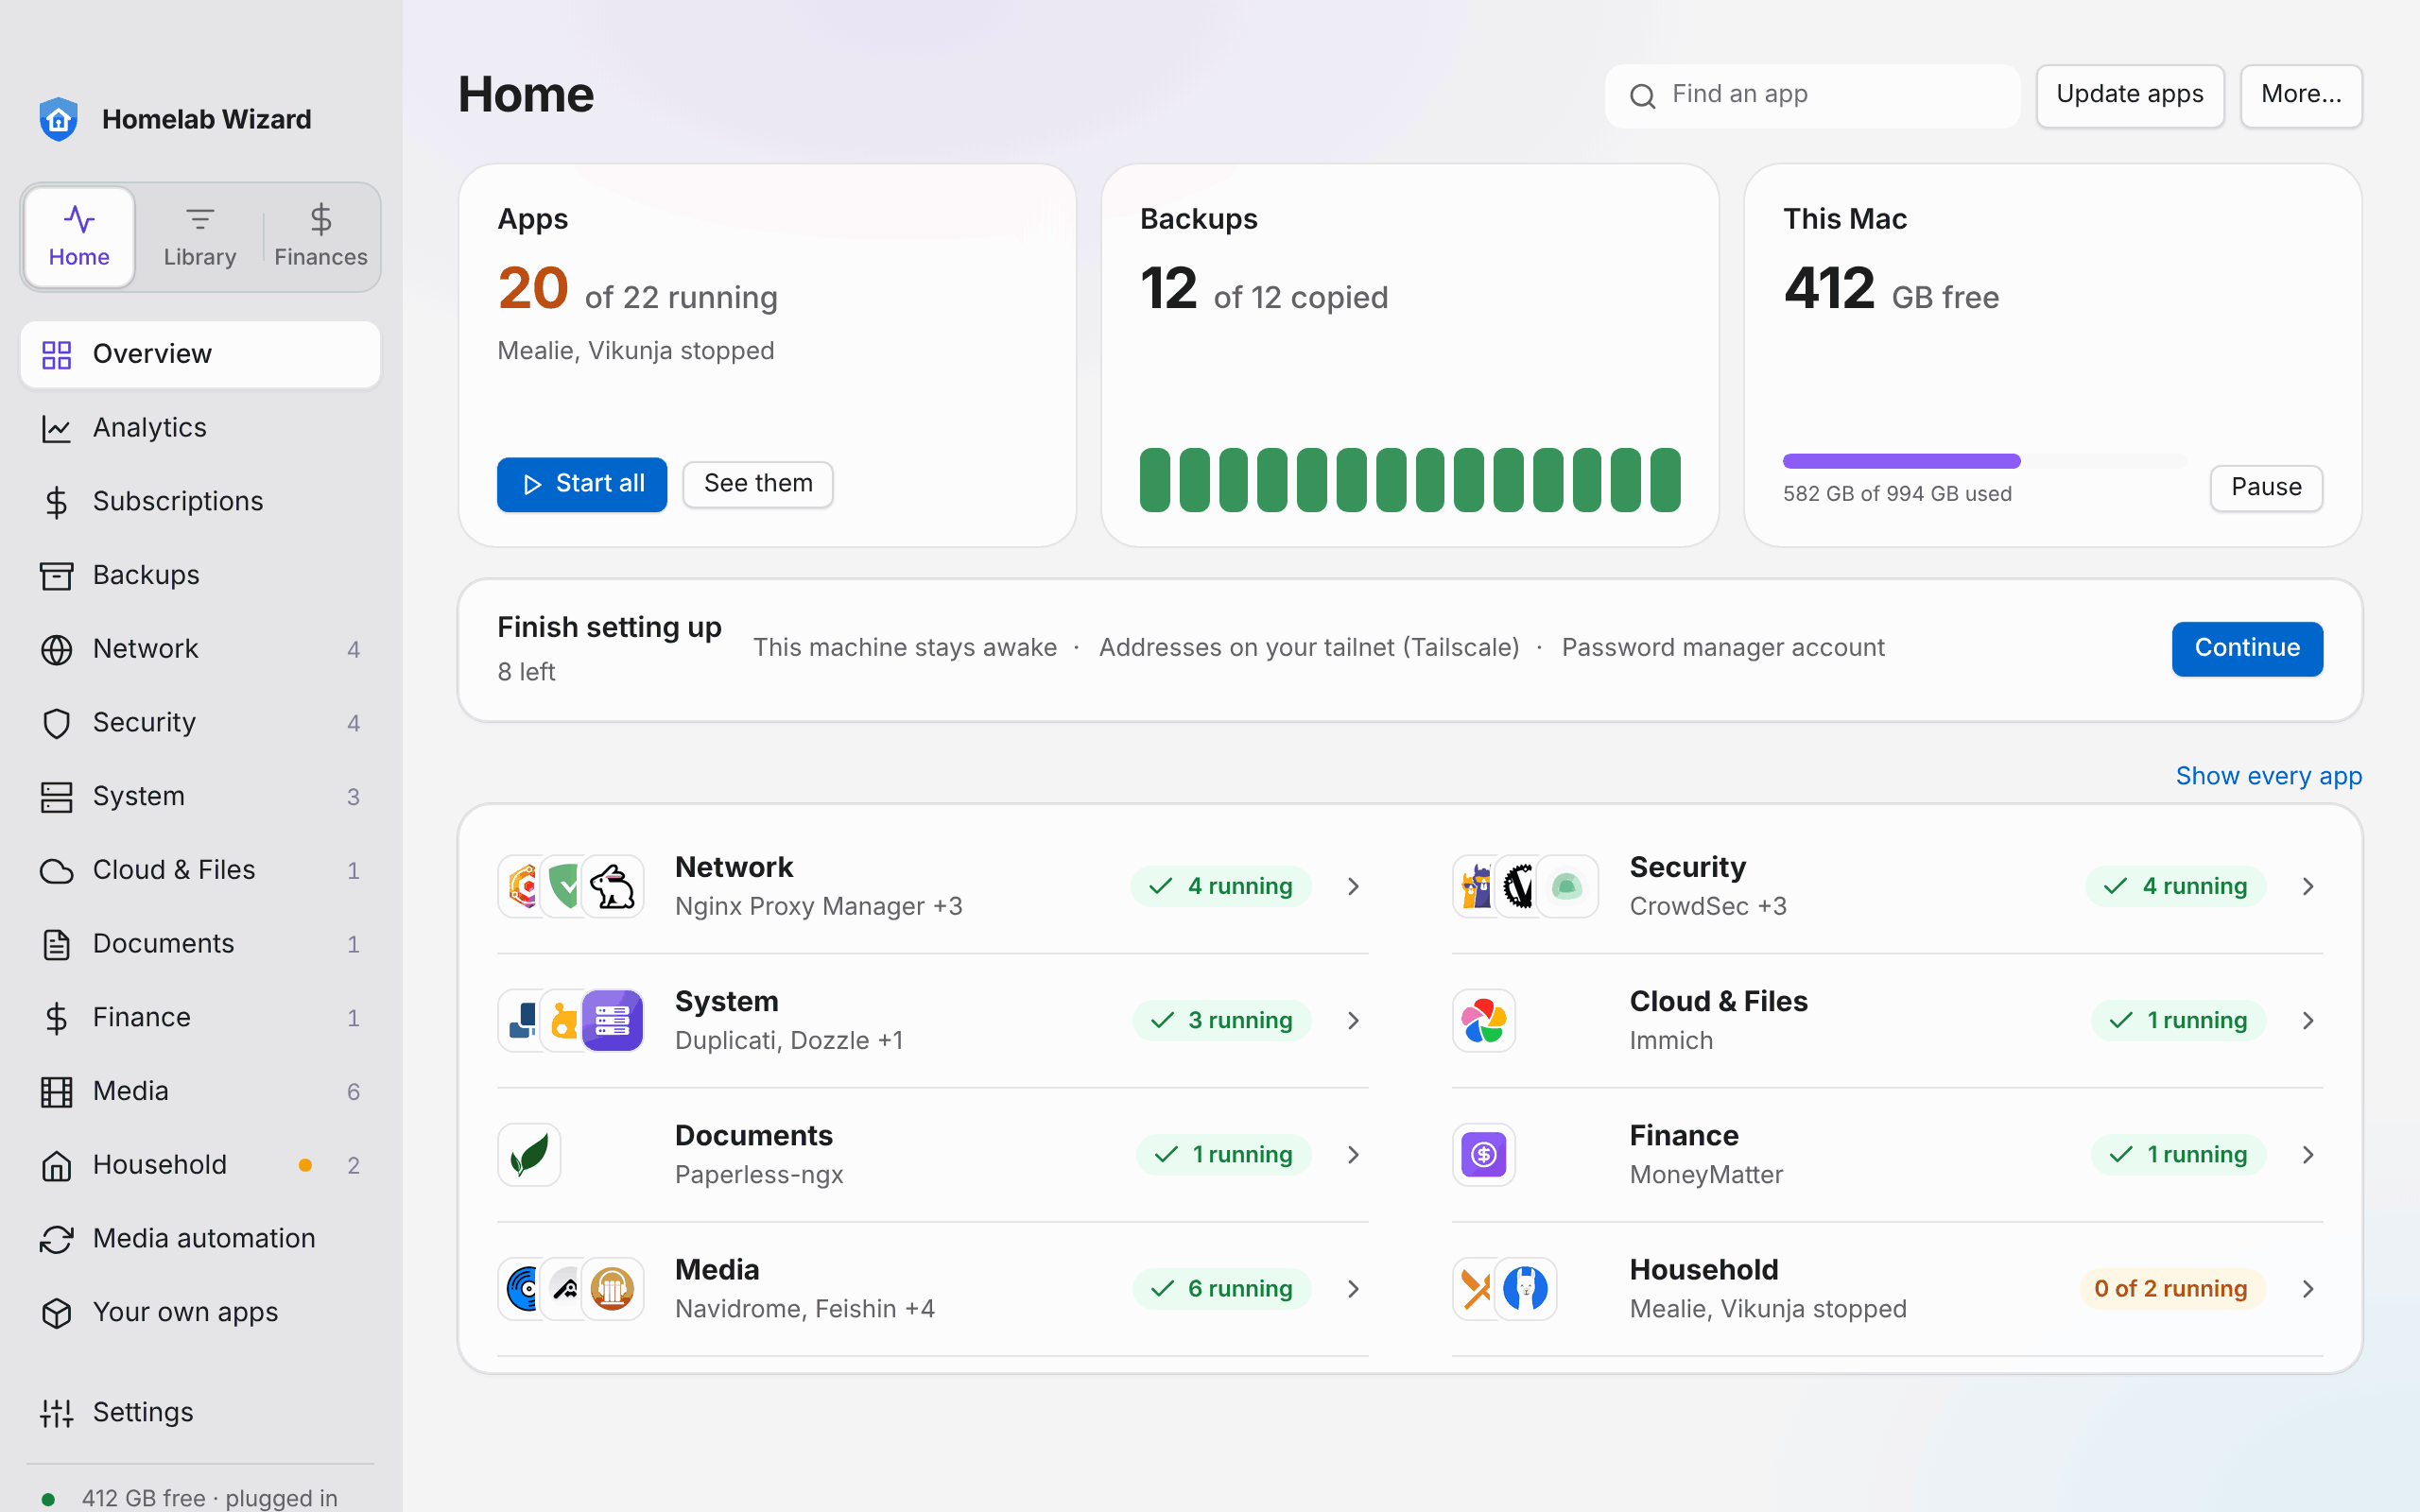 Homelab Wizard
Home
Library
Finances
Overview
Analytics
Subscriptions
Backups
Network 4
Security 4
System 3
Cloud & Files 1
Documents 1
Finance 1
Media 6
Household 2
Media automation
Your own apps
Settings
412 GB free · plugged in
Home
Find an app
Update apps
More...
Apps
20 of 22 running
Mealie, Vikunja stopped
Start all
See them
Backups
12 of 12 copied
This Mac
412 GB free
582 GB of 994 GB used
Pause
Finish setting up
8 left
This machine stays awake · Addresses on your tailnet (Tailscale) · Password manager account
Continue
Show every app
Network
Nginx Proxy Manager +3
4 running
Security
CrowdSec +3
4 running
System
Duplicati, Dozzle +1
3 running
Cloud & Files
Immich
1 running
Documents
Paperless-ngx
1 running
Finance
MoneyMatter
1 running
Media
Navidrome, Feishin +4
6 running
Household
Mealie, Vikunja stopped
0 of 2 running